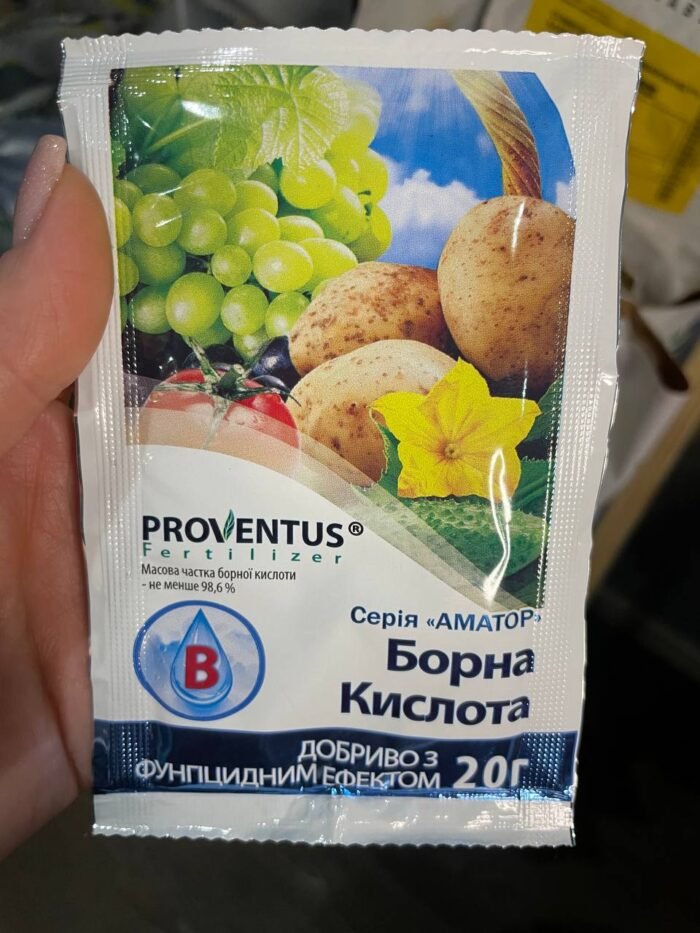 PROVENTUS®
Fertilizer
Масова частка борної кислоти
- не менше 98,6 %
В
Серія «АМАТОР»
Борна
Кислота
ДОБРИВО З
ФУНГІЦИДНИМ ЕФЕКТОМ 20Г